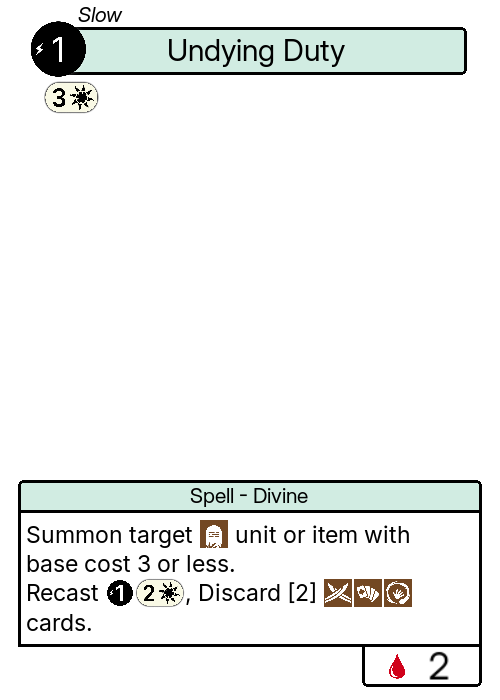 Slow
1 Undying Duty
3
Spell - Divine
Summon target unit or item with
base cost 3 or less.
Recast 1 2, Discard [2]
cards.
2